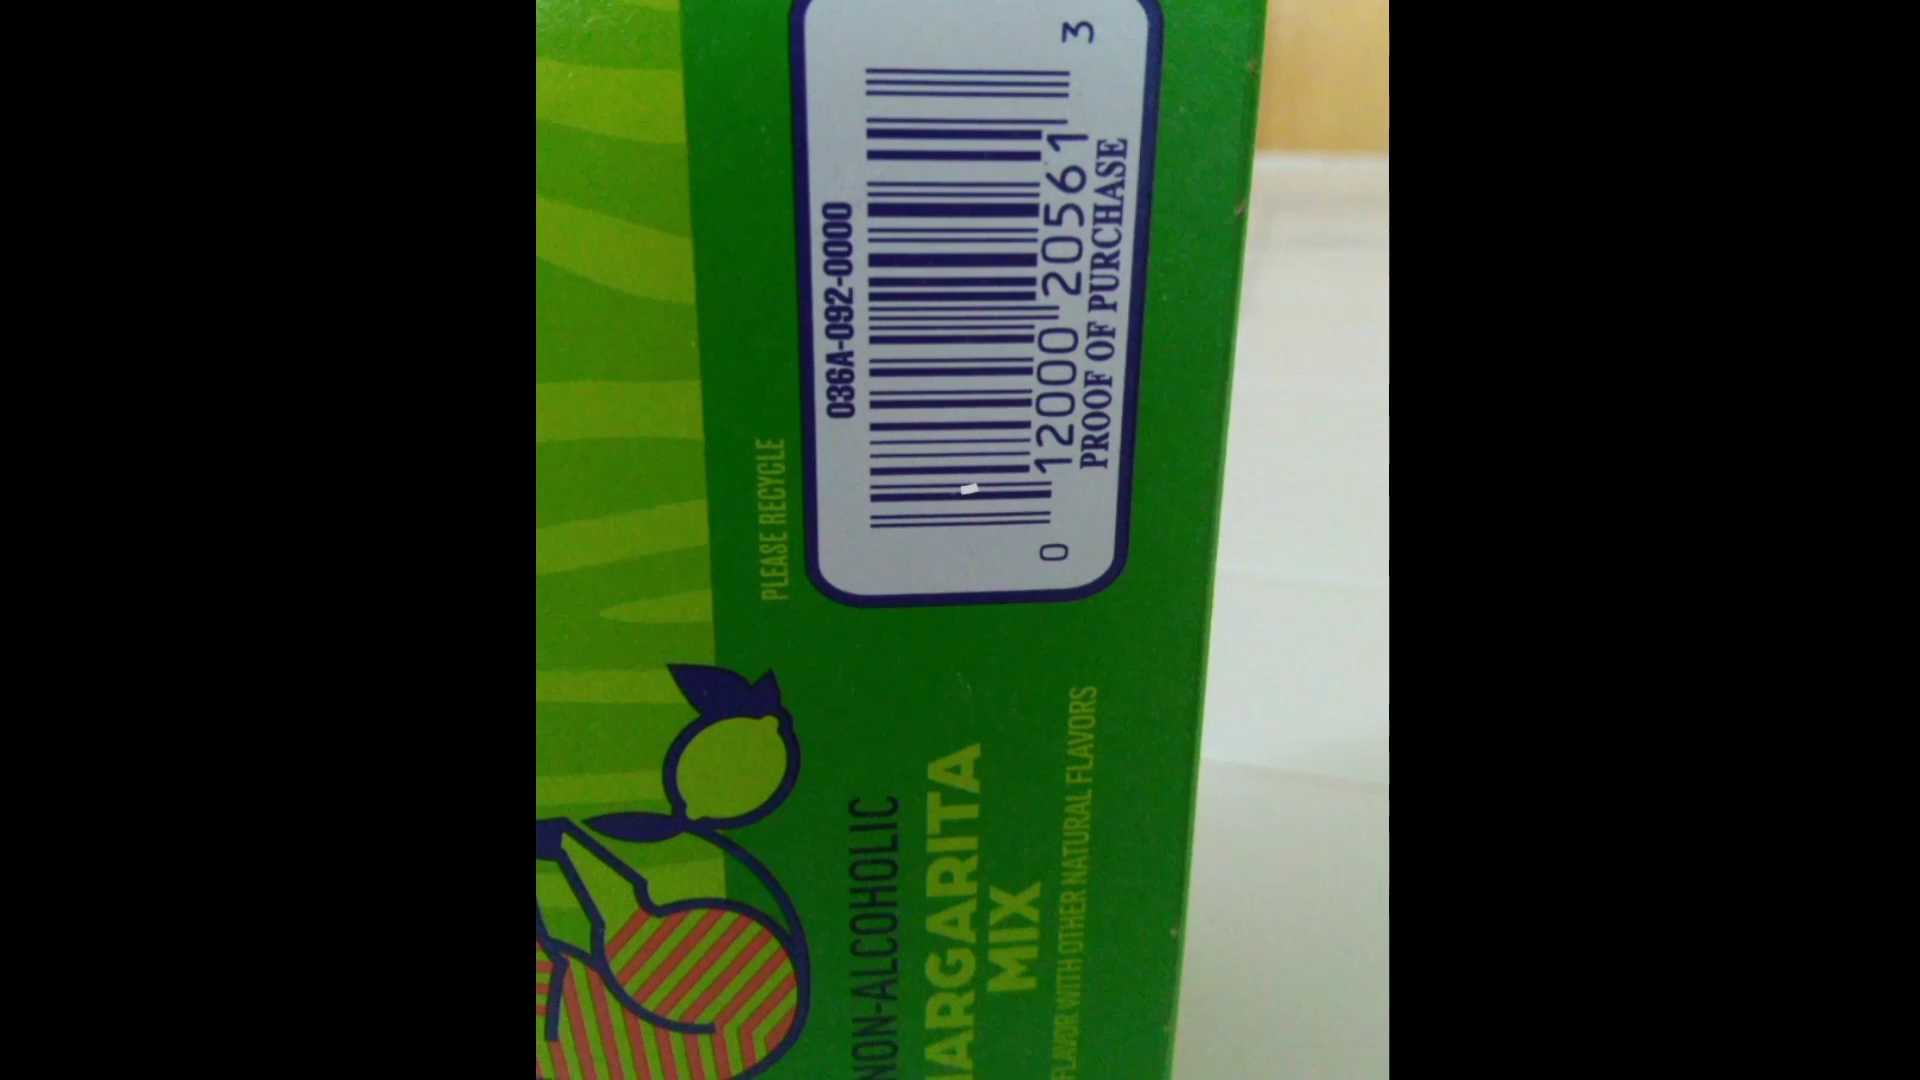 036A-092-0000
0 12000 20561 3
PROOF OF PURCHASE
PLEASE RECYCLE
NON-ALCOHOLIC
MIX
FLAVOR WITH OTHER NATURAL FLAVORS